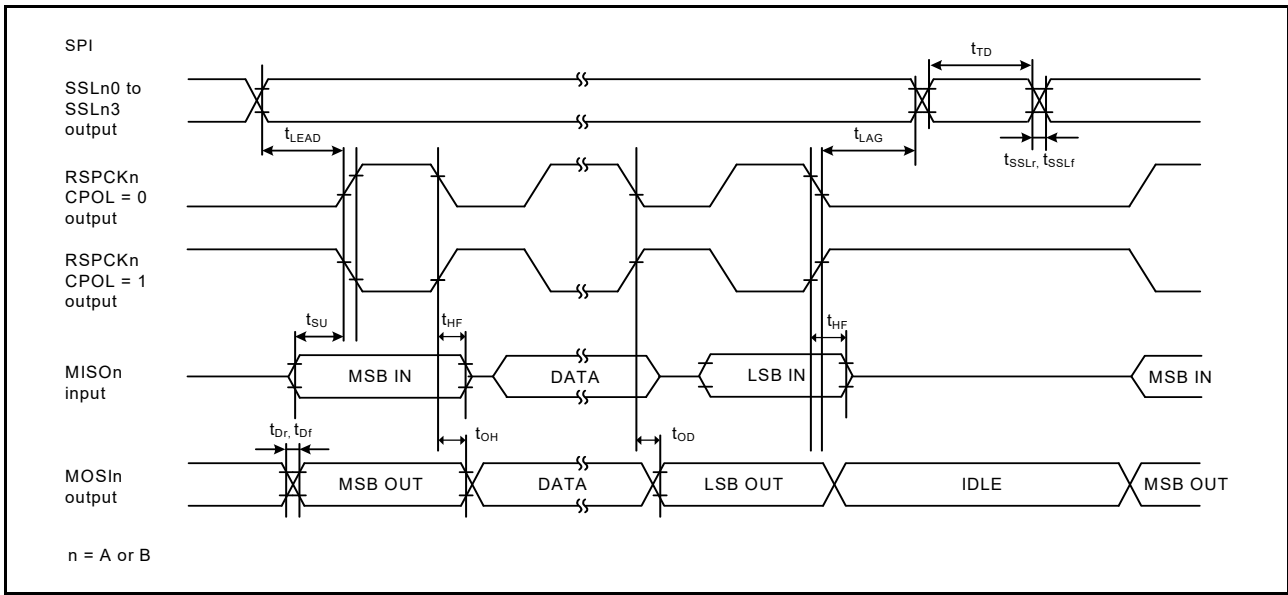 SPI
tTD
SSLn0 to
SSLn3
output
tLEAD
tLAG
tSSLr, tSSLf
RSPCKn
CPOL = 0
output
RSPCKn
CPOL = 1
output
tSU
tHF
tHF
MISOn
input
MSB IN
DATA
LSB IN
MSB IN
tDr, tDf
tOH
tOD
MOSIn
output
MSB OUT
DATA
LSB OUT
IDLE
MSB OUT
n = A or B